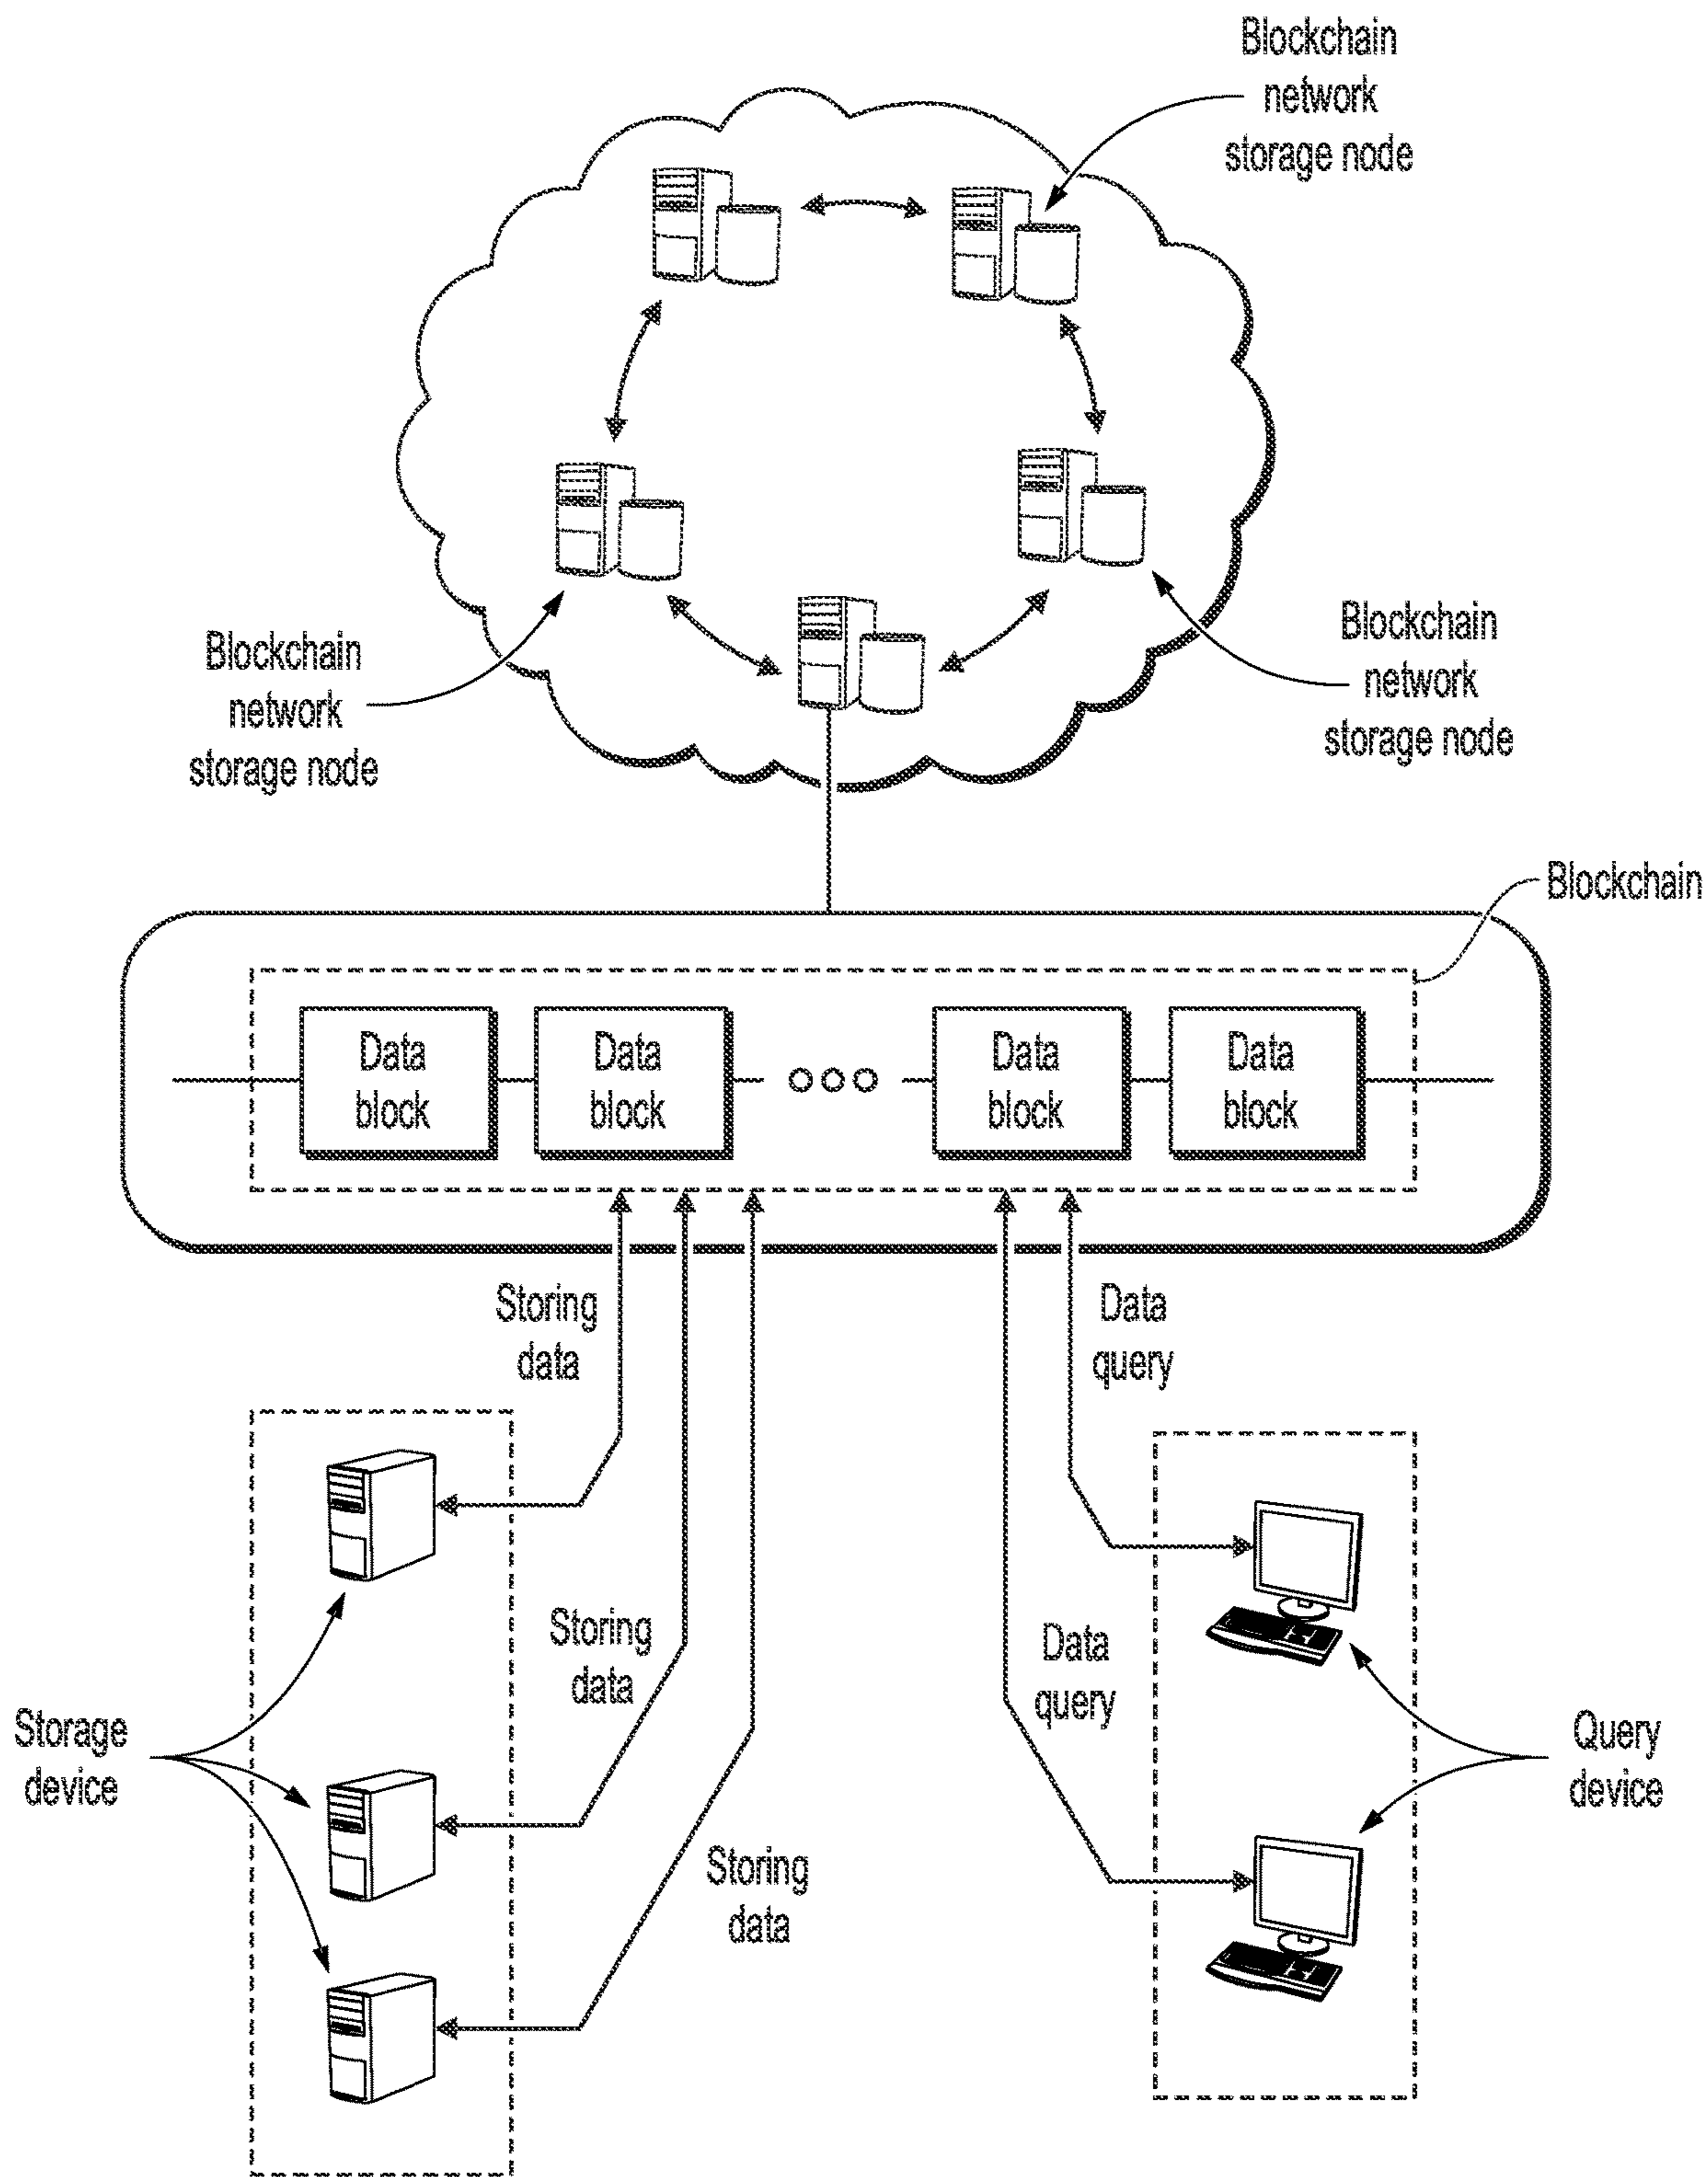 Blockchain
network
storage node
Blockchain
network
storage node
Blockchain
network
storage node
Blockchain
Data
block
Data
block
Data
block
Data
block
Storing
data
Data
query
Storing
data
Data
query
Storage
device
Query
device
Storing
data